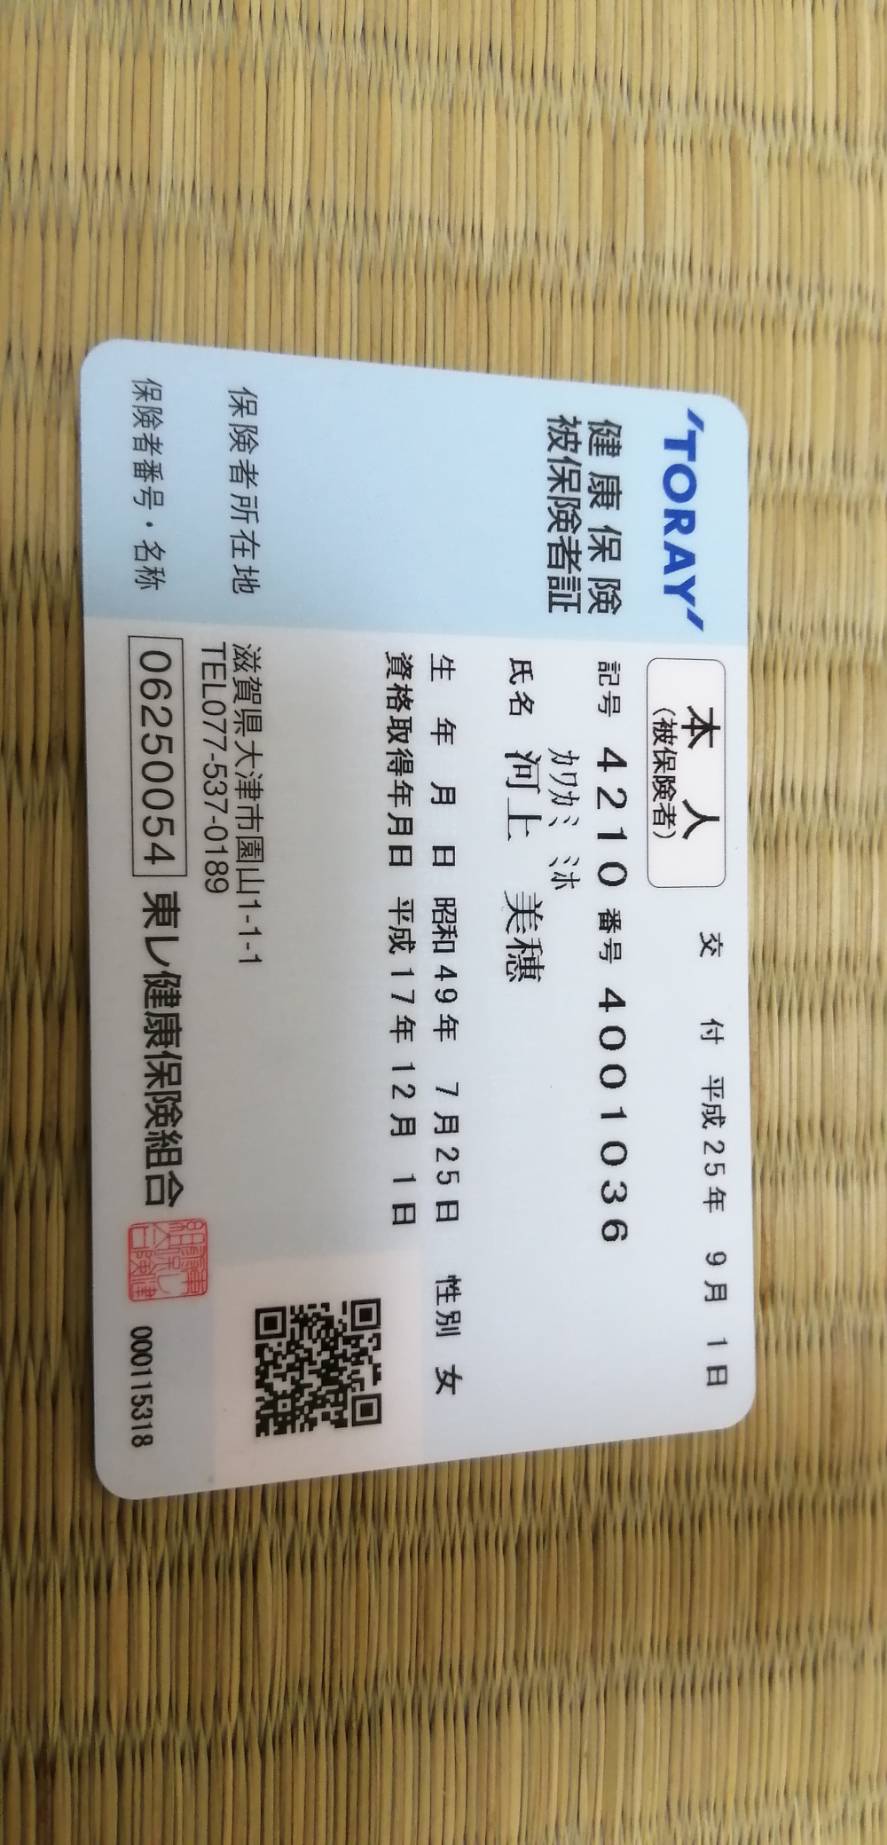 TORAY
本人
（被保険者）
交付 平成25年 9月 1日
健康保険
被保険者証
記号 4210 番号 4001036
ｶﾜｶﾐ ﾐﾎ
氏名 河上 美穂
生年月日 昭和49年 7月25日 性別 女
資格取得年月日 平成17年12月 1日
保険者所在地
滋賀県大津市園山1-1-1
TEL077-537-0189
保険者番号・名称
06250054 東レ健康保険組合
000115318